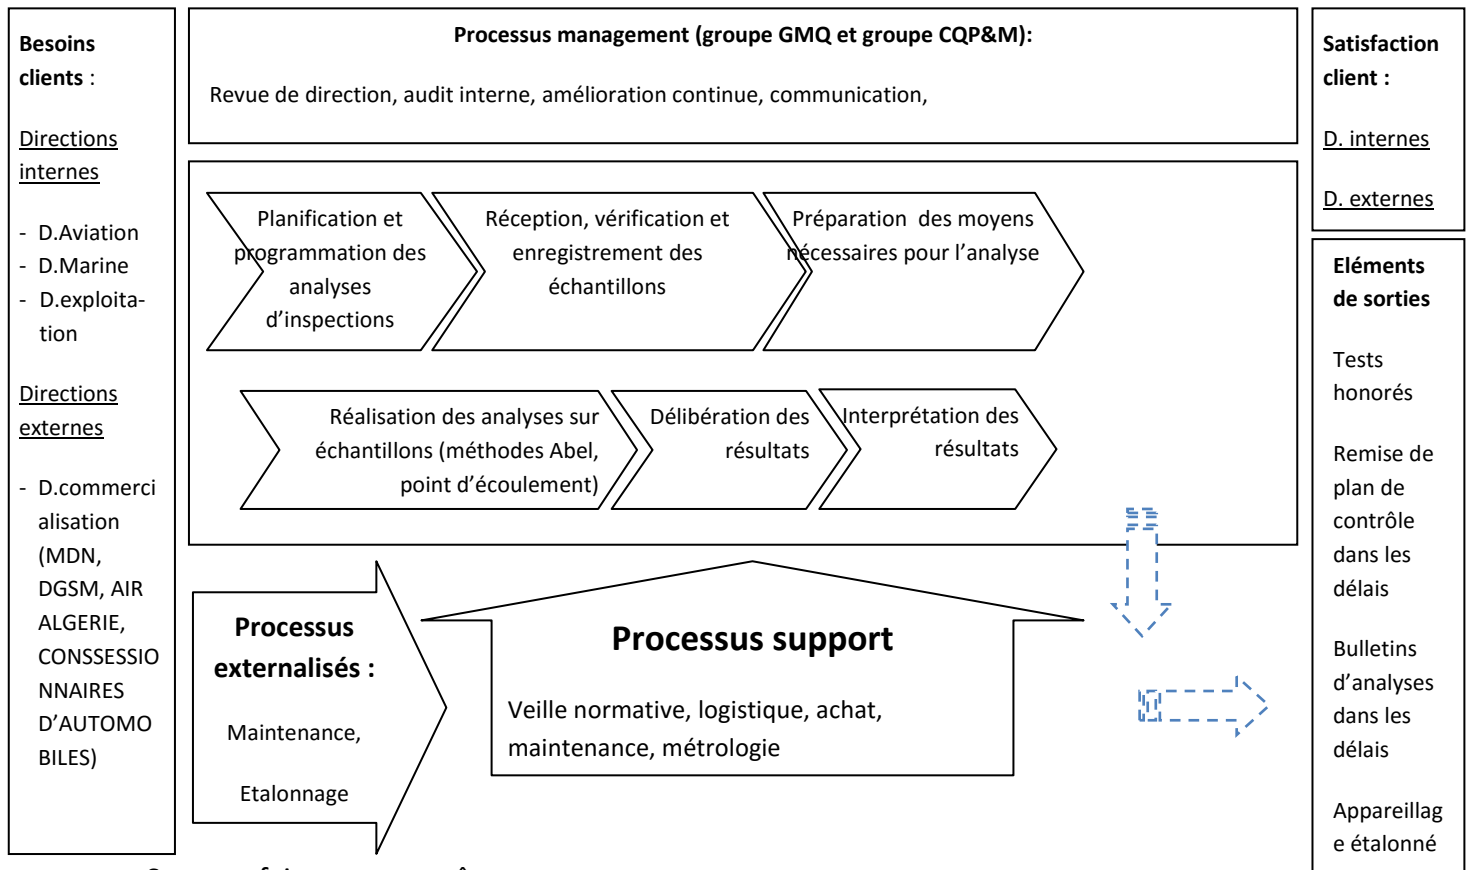 Besoins
clients :
Directions
internes
- D.Aviation
- D.Marine
- D.exploita-
tion
Directions
externes
- D.commerci
alisation
(MDN,
DGSM, AIR
ALGERIE,
CONSSESSIO
NNAIRES
D’AUTOMO
BILES)
Processus management (groupe GMQ et groupe CQP&M):
Revue de direction, audit interne, amélioration continue, communication,
Planification et
programmation des
analyses
d’inspections
Réception, vérification et
enregistrement des
échantillons
Préparation des moyens
nécessaires pour l’analyse
Réalisation des analyses sur
échantillons (méthodes Abel,
point d’écoulement)
Délibération des
résultats
Interprétation des
résultats
Processus
externalisés :
Maintenance,
Etalonnage
Processus support
Veille normative, logistique, achat,
maintenance, métrologie
Satisfaction
client :
D. internes
D. externes
Eléments
de sorties
Tests
honorés
Remise de
plan de
contrôle
dans les
délais
Bulletins
d’analyses
dans les
délais
Appareillag
e étalonné